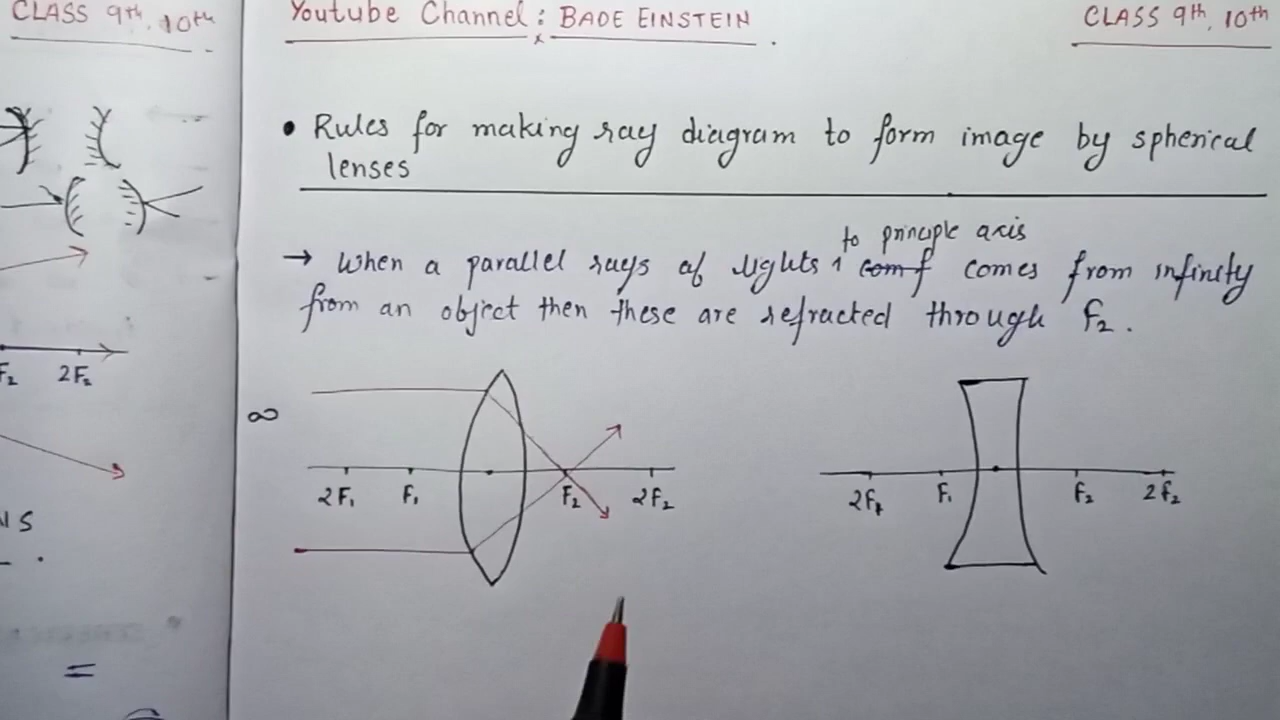 CLASS 9th, 10th
F₂ 2F₂
=
Youtube Channel : BADE EINSTEIN
CLASS 9th, 10th
• Rules for making ray diagram to form image by spherical
lenses
to principle axis
→ When a parallel rays of lights comes from infinity
from an object then these are refracted through F₂.
∞
2F₁ F₁ F₂ 2F₂
2F₁ F₁ F₂ 2F₂